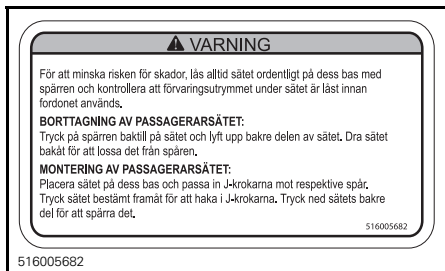 VARNING
För att minska risken för skador, lås alltid sätet ordentligt på dess bas med
spärren och kontrollera att förvaringsutrymmet under sätet är låst innan
fordonet används.
BORTTAGNING AV PASSAGERARSÄTET:
Tryck på spärren baktill på sätet och lyft upp bakre delen av sätet. Dra sätet
bakåt för att lossa det från spåren.
MONTERING AV PASSAGERARSÄTET:
Placera sätet på dess bas och passa in J-krokarna mot respektive spår.
Tryck sätet bestämt framåt för att haka i J-krokarna. Tryck ned sätets bakre
del för att spärra det.
516005682
516005682